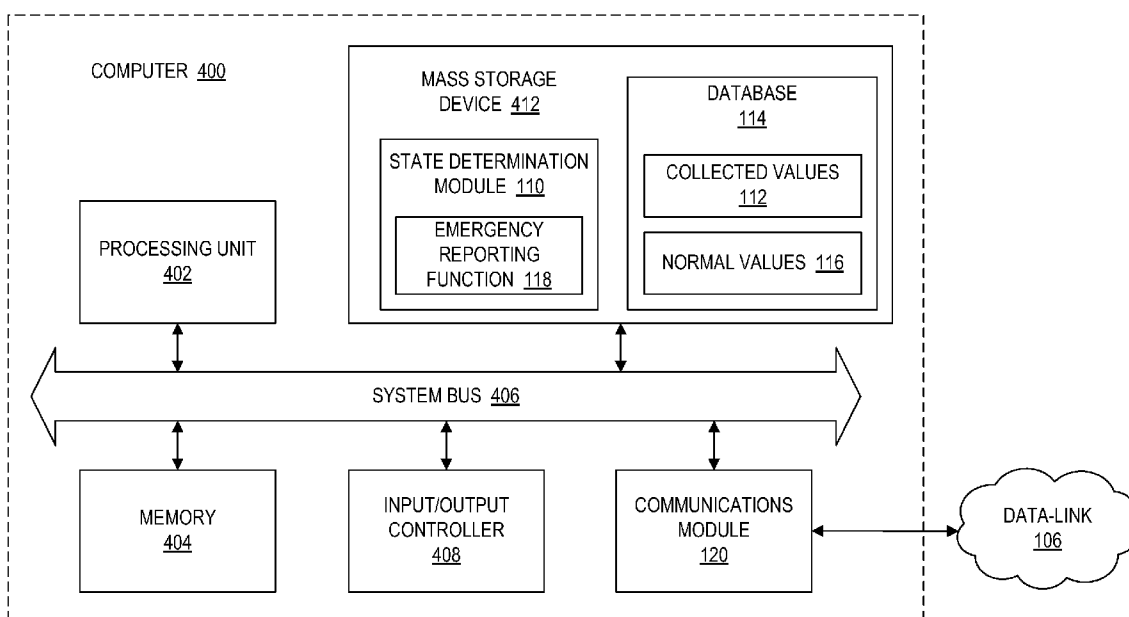 COMPUTER 400
MASS STORAGE
DEVICE 412
STATE DETERMINATION
MODULE 110
EMERGENCY
REPORTING
FUNCTION 118
DATABASE
114
COLLECTED VALUES
112
NORMAL VALUES 116
PROCESSING UNIT
402
SYSTEM BUS 406
MEMORY
404
INPUT/OUTPUT
CONTROLLER
408
COMMUNICATIONS
MODULE
120
DATA-LINK
106